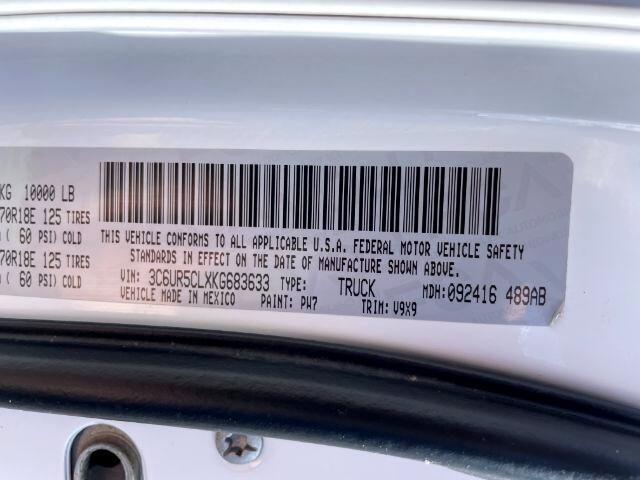 KG 10000 LB
70R18E 125 TIRES
( 60 PSI) COLD
70R18E 125 TIRES
( 60 PSI) COLD
THIS VEHICLE CONFORMS TO ALL APPLICABLE U.S.A. FEDERAL MOTOR VEHICLE SAFETY
STANDARDS IN EFFECT ON THE DATE OF MANUFACTURE SHOWN ABOVE.
VIN: 3C6UR5CLXKG683633 TYPE: TRUCK MDH: 092416 489AB
VEHICLE MADE IN MEXICO PAINT: PW7 TRIM: V9X9